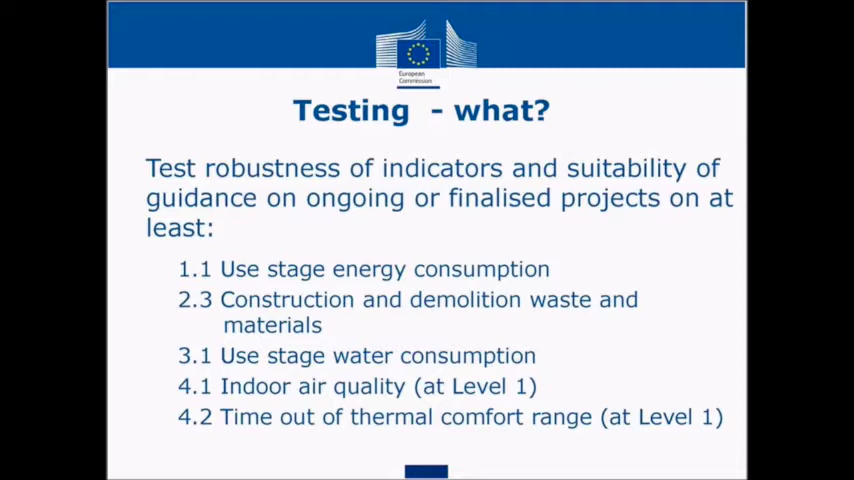 European
Commission
Testing - what?
Test robustness of indicators and suitability of
guidance on ongoing or finalised projects on at
least:
1.1 Use stage energy consumption
2.3 Construction and demolition waste and
materials
3.1 Use stage water consumption
4.1 Indoor air quality (at Level 1)
4.2 Time out of thermal comfort range (at Level 1)